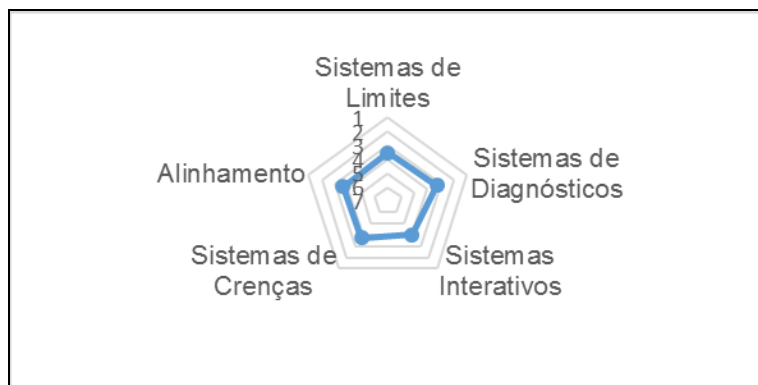 Sistemas de
Limites
1
2
3
4
5
6
7
Alinhamento
Sistemas de
Diagnósticos
Sistemas de
Crenças
Sistemas
Interativos